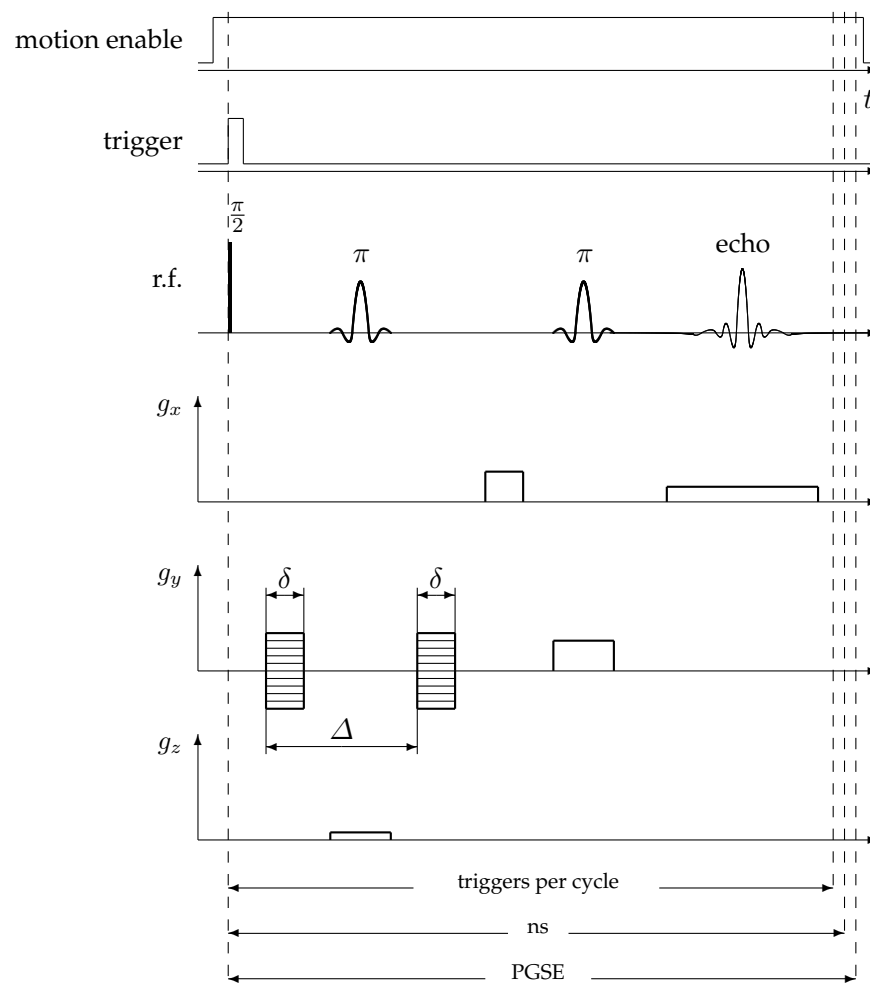 motion enable
t
trigger
π/2
π π echo
r.f.
g_x
g_y
δ δ
Δ
g_z
triggers per cycle
ns
PGSE